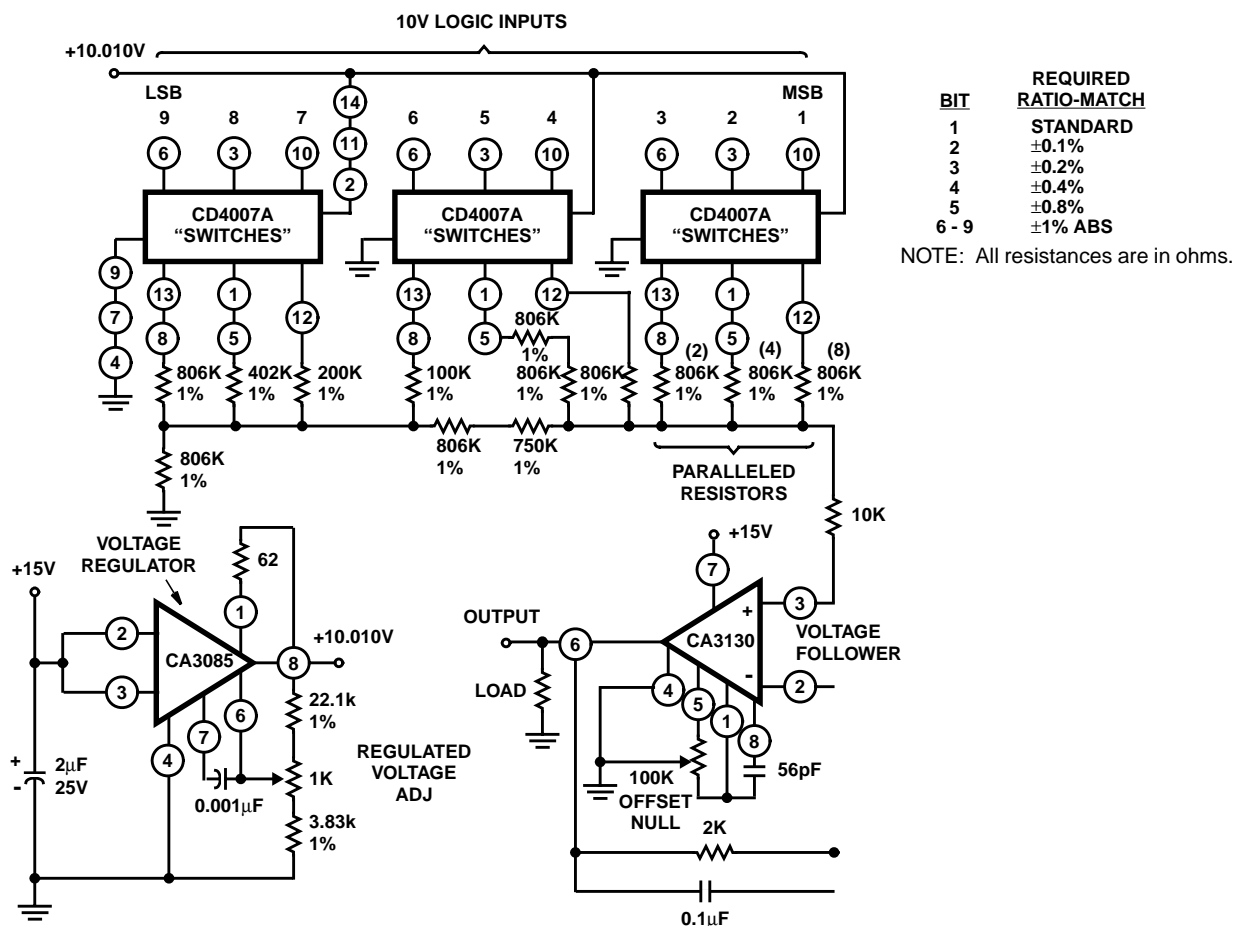 10V LOGIC INPUTS
+10.010V
LSB
MSB
9 8 7 6 5 4 3 2 1
14
11
2
6 3 10 6 3 10 6 3 10
CD4007A
“SWITCHES”
CD4007A
“SWITCHES”
CD4007A
“SWITCHES”
9
7
4
13 1 12 13 1 12 13 1 12
8 5 8 5 8 5
806K
1%
(2) (4) (8)
806K
1%
402K
1%
200K
1%
100K
1%
806K
1%
806K
1%
806K
1%
806K
1%
806K
1%
806K
1%
750K
1%
806K
1%
PARALLELED
RESISTORS
10K
BIT
REQUIRED
RATIO-MATCH
1 STANDARD
2 ±0.1%
3 ±0.2%
4 ±0.4%
5 ±0.8%
6 - 9 ±1% ABS
NOTE: All resistances are in ohms.
VOLTAGE
REGULATOR
+15V
62
1
2
3
CA3085
8
+10.010V
6
7
4
22.1k
1%
1K
3.83k
1%
0.001μF
+
-
2μF
25V
REGULATED
VOLTAGE
ADJ
+15V
7
OUTPUT
6
CA3130
+
-
3
VOLTAGE
FOLLOWER
2
LOAD
4
5
1
8
56pF
100K
OFFSET
NULL
2K
0.1μF